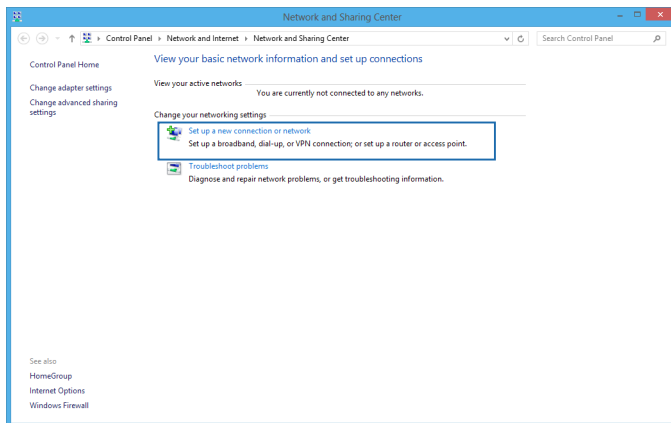 Network and Sharing Center
Control Panel ▸ Network and Internet ▸ Network and Sharing Center
Search Control Panel
Control Panel Home
Change adapter settings
Change advanced sharing
settings
View your basic network information and set up connections
View your active networks
You are currently not connected to any networks.
Change your networking settings
Set up a new connection or network
Set up a broadband, dial-up, or VPN connection; or set up a router or access point.
Troubleshoot problems
Diagnose and repair network problems, or get troubleshooting information.
See also
HomeGroup
Internet Options
Windows Firewall